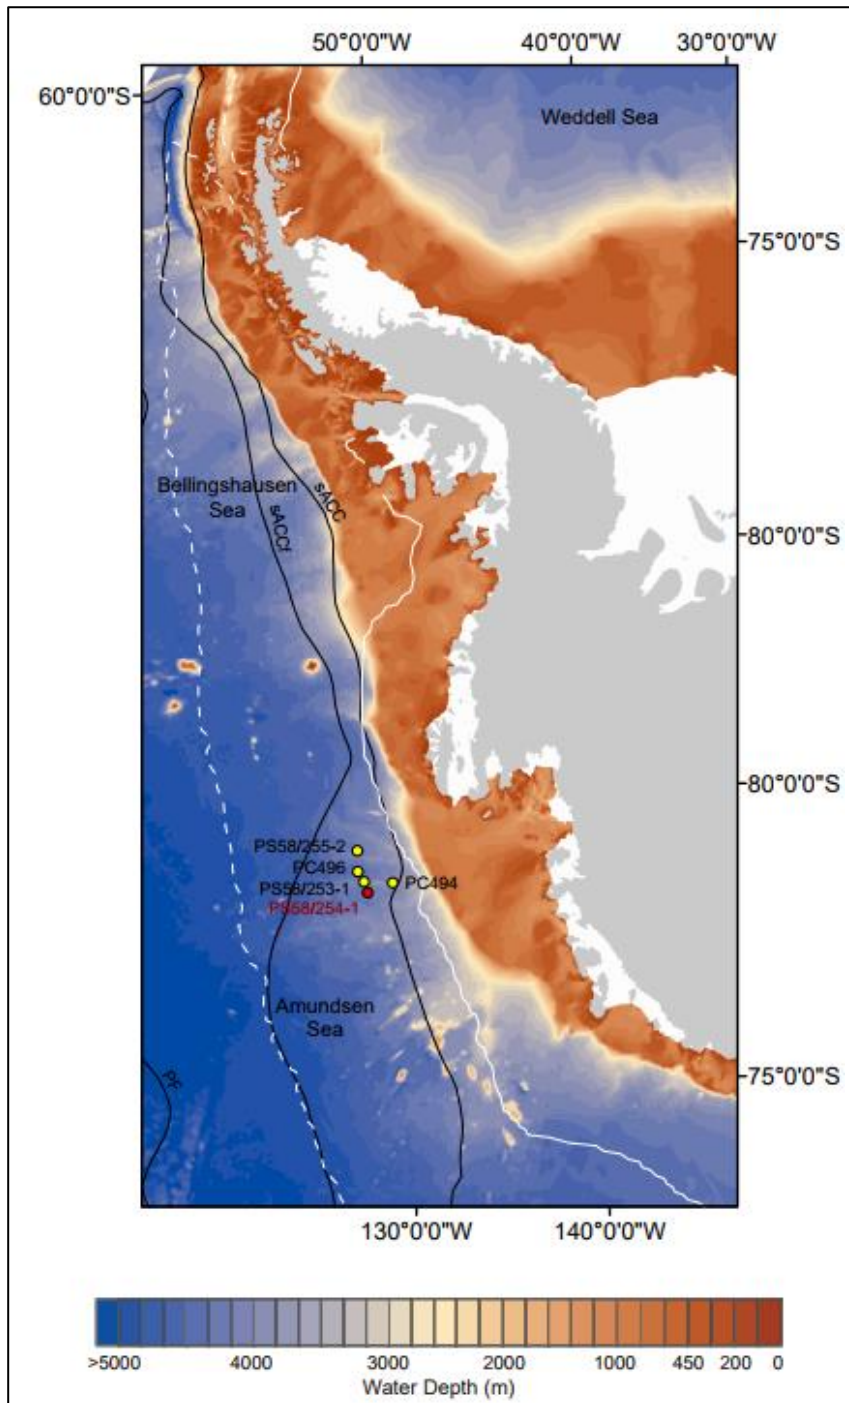 50°0'0"W 40°0'0"W 30°0'0"W
60°0'0"S
Weddell Sea
75°0'0"S
Bellingshausen
Sea
sACC
sACCf
80°0'0"S
80°0'0"S
PS58/255-2
PC496
PS58/253-1
PC494
PS58/254-1
Amundsen
Sea
PF
75°0'0"S
130°0'0"W 140°0'0"W
>5000 4000 3000 2000 1000 450 200 0
Water Depth (m)